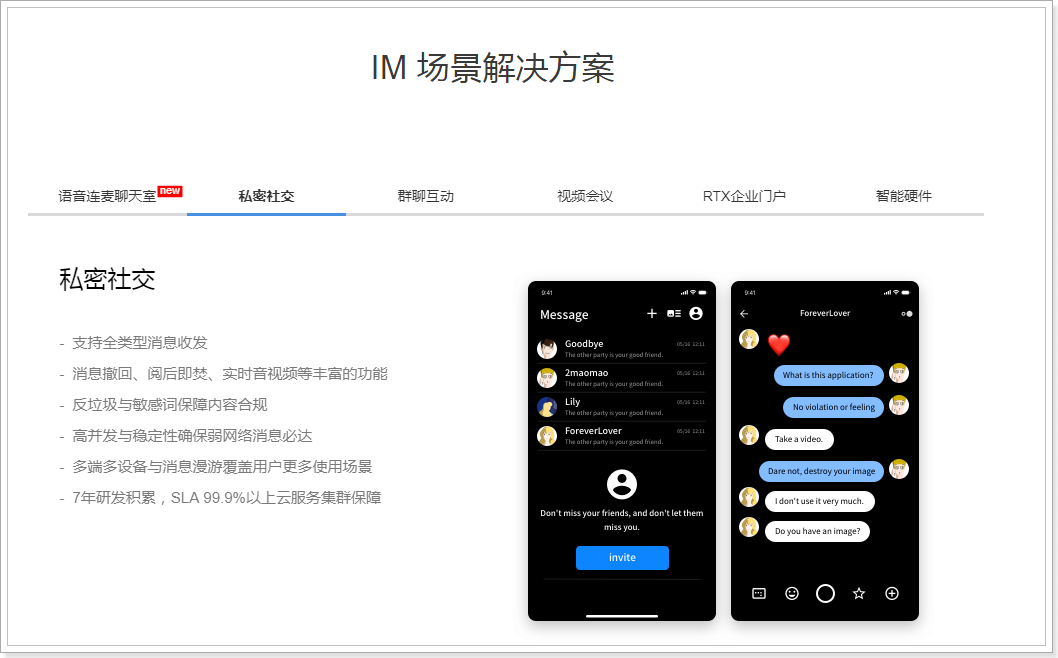 IM 场景解决方案
语音连麦聊天室 new
私密社交
群聊互动
视频会议
RTX企业门户
智能硬件
私密社交
- 支持全类型消息收发
- 消息撤回、阅后即焚、实时音视频等丰富的功能
- 反垃圾与敏感词保障内容合规
- 高并发与稳定性确保弱网络消息必达
- 多端多设备与消息漫游覆盖用户更多使用场景
- 7年研发积累，SLA 99.9%以上云服务集群保障
9:41
Message
Goodbye
05/16 12:11
The other party is your good friend.
2maomao
05/16 12:11
The other party is your good friend.
Lily
05/16 12:11
The other party is your good friend.
ForeverLover
05/16 12:11
The other party is your good friend.
Don't miss your friends, and don't let them
miss you.
invite
9:41
ForeverLover
What is this application?
No violation or feeling
Take a video.
Dare not, destroy your image
I don't use it very much.
Do you have an image?